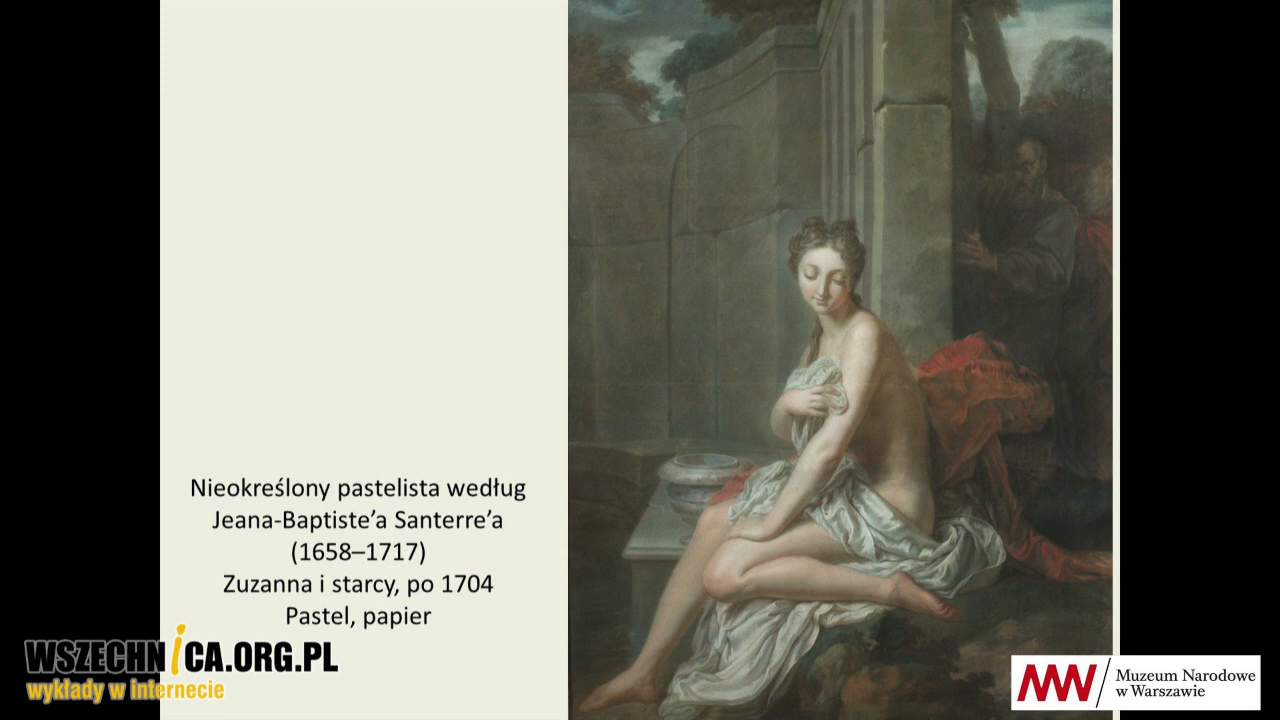 Nieokreślony pastelista według
Jeana-Baptiste’a Santerre’a
(1658–1717)
Zuzanna i starcy, po 1704
Pastel, papier
WSZECHNICA.ORG.PL
wykłady w internecie
MW
Muzeum Narodowe
w Warszawie